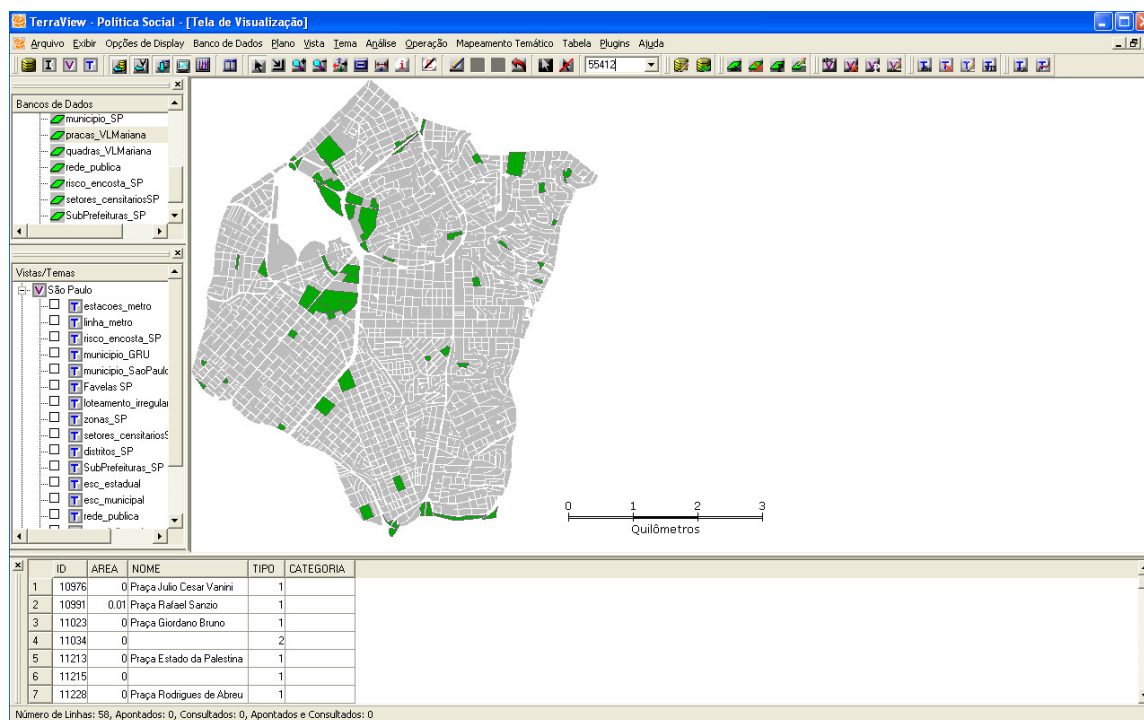 TerraView - Política Social - [Tela de Visualização]
Arquivo Exibir Opções de Display Banco de Dados Plano Vista Tema Análise Operação Mapeamento Temático Tabela Plugins Ajuda
55412
Bancos de Dados
municipio_SP
pracas_VLMariana
quadras_VLMariana
rede_publica
risco_encosta_SP
setores_censitariosSP
SubPrefeituras_SP
Vistas/Temas
São Paulo
estacoes_metro
linha_metro
risco_encosta_SP
municipio_GRU
municipio_SaoPaulo
Favelas SP
loteamento_irregular
zonas_SP
setores_censitariosS
distritos_SP
SubPrefeituras_SP
esc_estadual
esc_municipal
rede_publica
0 1 2 3
Quilômetros
ID AREA NOME TIPO CATEGORIA
1 10976 0 Praça Julio Cesar Vanini 1
2 10991 0.01 Praça Rafael Sanzio 1
3 11023 0 Praça Giordano Bruno 1
4 11034 0 2
5 11213 0 Praça Estado da Palestina 1
6 11215 0 1
7 11228 0 Praça Rodrigues de Abreu 1
Número de Linhas: 58, Apontados: 0, Consultados: 0, Apontados e Consultados: 0